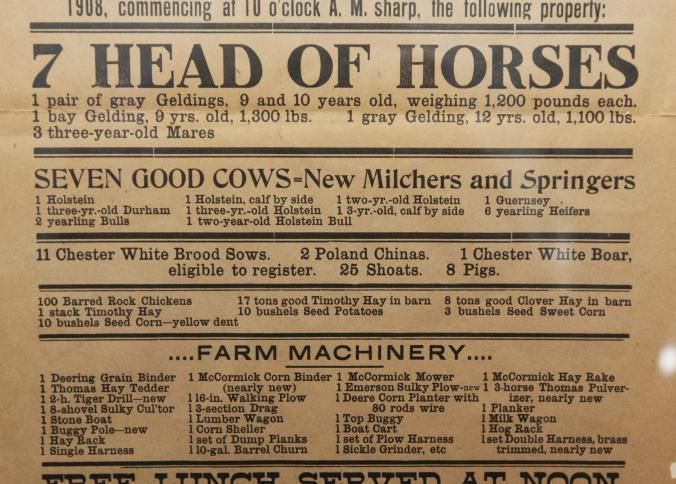 1908, commencing at 10 o'clock A. M. sharp, the following property:
7 HEAD OF HORSES
1 pair of gray Geldings, 9 and 10 years old, weighing 1,200 pounds each.
1 bay Gelding, 9 yrs. old, 1,300 lbs. 1 gray Gelding, 12 yrs. old, 1,100 lbs.
3 three-year-old Mares
SEVEN GOOD COWS=New Milchers and Springers
1 Holstein 1 Holstein, calf by side 1 two-yr.-old Holstein 1 Guernsey
1 three-yr.-old Durham 1 three-yr.-old Holstein 1 3-yr.-old, calf by side 6 yearling Heifers
2 yearling Bulls 1 two-year-old Holstein Bull
11 Chester White Brood Sows. 2 Poland Chinas. 1 Chester White Boar,
eligible to register. 25 Shoats. 8 Pigs.
100 Barred Rock Chickens 17 tons good Timothy Hay in barn 8 tons good Clover Hay in barn
1 stack Timothy Hay 10 bushels Seed Potatoes 3 bushels Seed Sweet Corn
10 bushels Seed Corn—yellow dent
....FARM MACHINERY....
1 Deering Grain Binder 1 McCormick Corn Binder 1 McCormick Mower 1 McCormick Hay Rake
1 Thomas Hay Tedder (nearly new) 1 Emerson Sulky Plow-new 1 3-horse Thomas Pulver-
1 2-h. Tiger Drill—new 1 16-in. Walking Plow 1 Deere Corn Planter with izer, nearly new
1 8-shovel Sulky Cul'tor 1 3-section Drag 80 rods wire 1 Planker
1 Stone Boat 1 Lumber Wagon 1 Top Buggy 1 Milk Wagon
1 Buggy Pole—new 1 Corn Sheller 1 Boat Cart 1 Hog Rack
1 Hay Rack 1 set of Dump Planks 1 set of Plow Harness 1 set Double Harness, brass
1 Single Harness 1 10-gal. Barrel Churn 1 Sickle Grinder, etc trimmed, nearly new
FREE LUNCH SERVED AT NOON